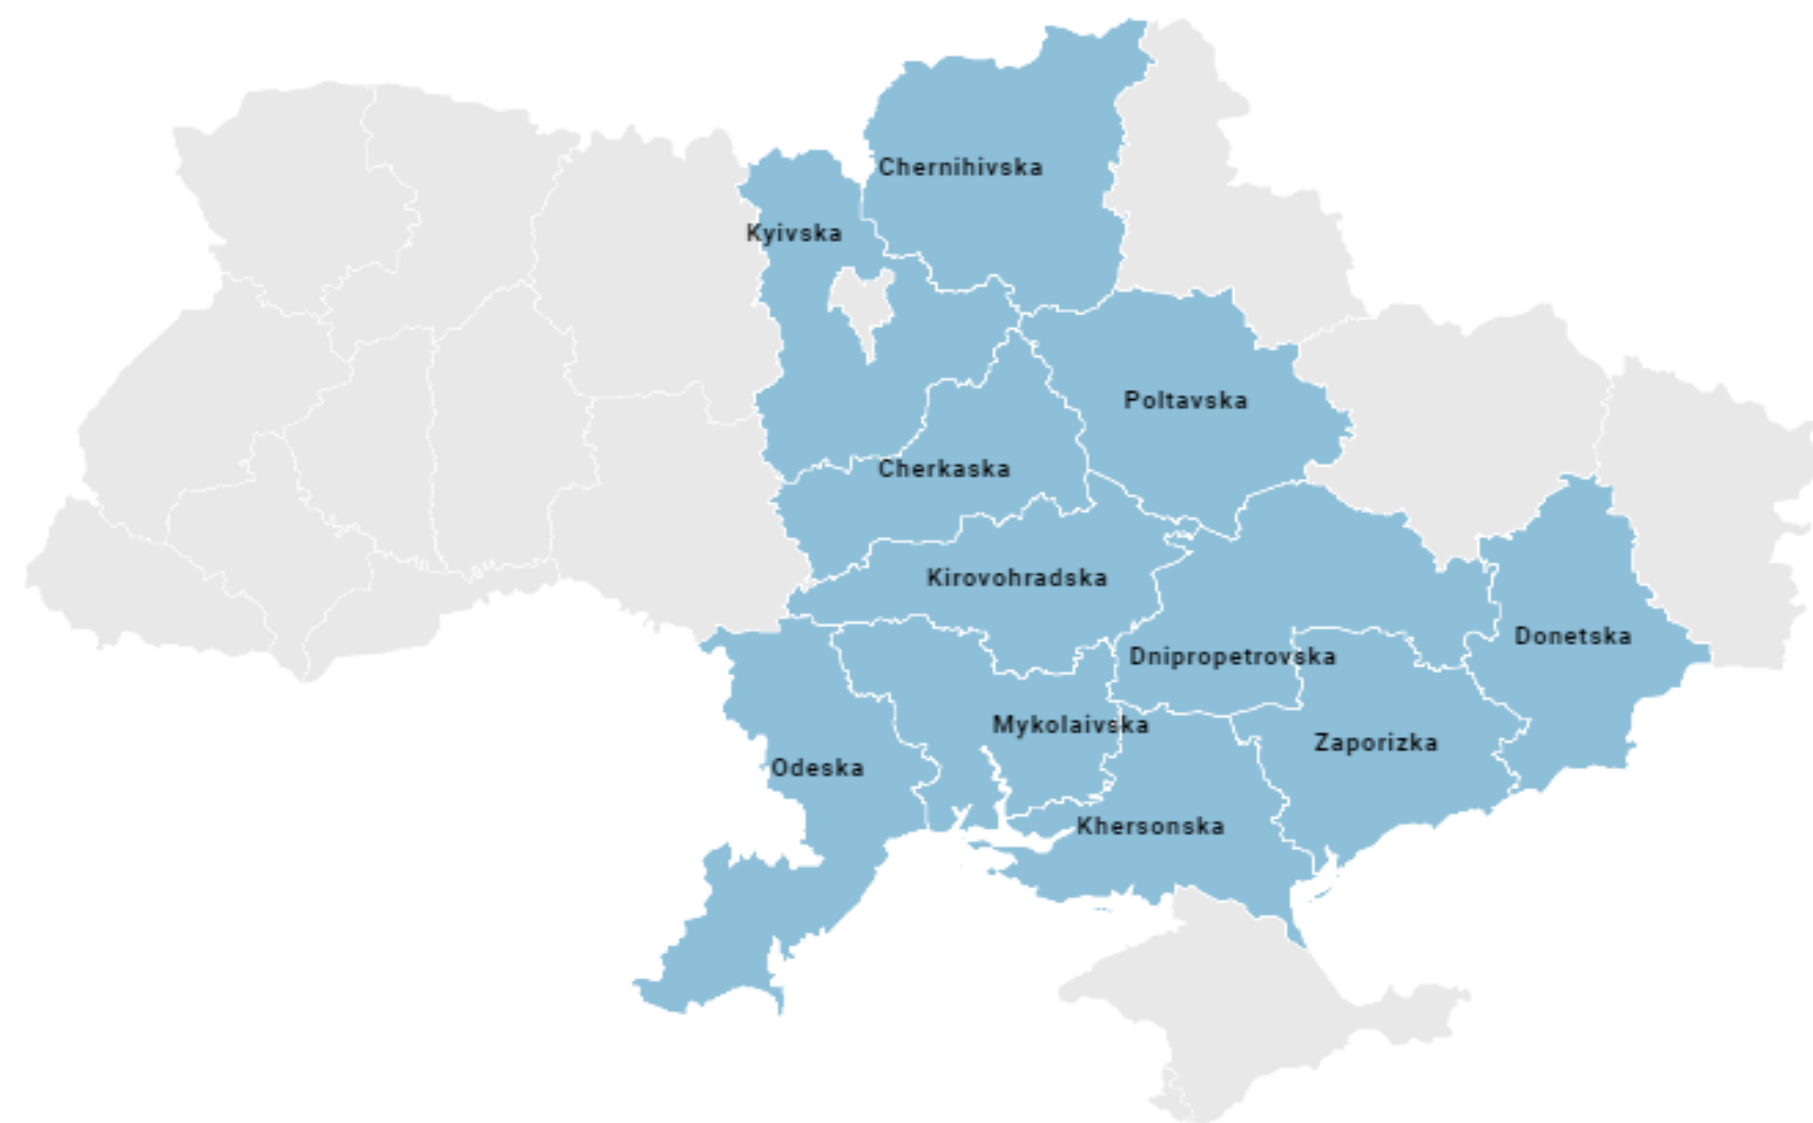 Chernihivska
Kyivska
Poltavska
Cherkaska
Kirovohradska
Donetska
Dnipropetrovska
Mykolaivska
Zaporizka
Odeska
Khersonska